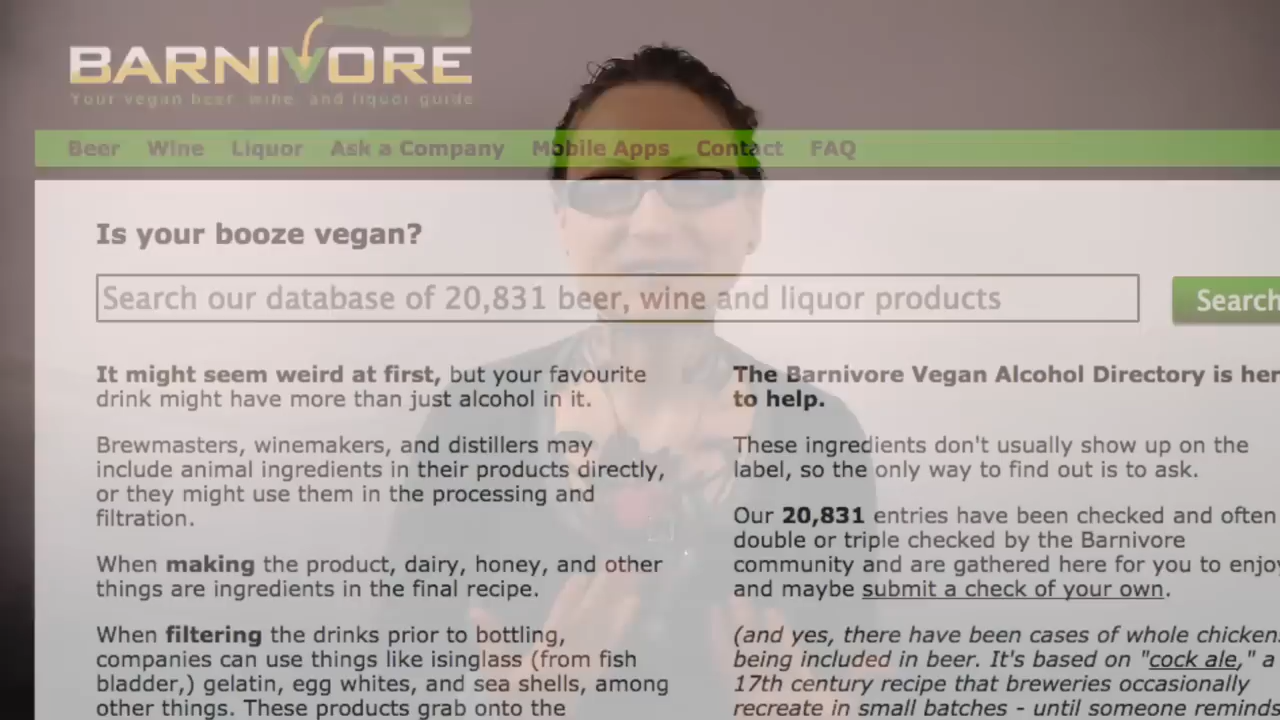 BARNIVORE
Your vegan beer, wine, and liquor guide
Beer Wine Liquor Ask a Company Mobile Apps Contact FAQ
Is your booze vegan?
Search our database of 20,831 beer, wine and liquor products
Search
It might seem weird at first, but your favourite
drink might have more than just alcohol in it.
Brewmasters, winemakers, and distillers may
include animal ingredients in their products directly,
or they might use them in the processing and
filtration.
When making the product, dairy, honey, and other
things are ingredients in the final recipe.
When filtering the drinks prior to bottling,
companies can use things like isinglass (from fish
bladder,) gelatin, egg whites, and sea shells, among
other things. These products grab onto the
The Barnivore Vegan Alcohol Directory is her
to help.
These ingredients don't usually show up on the
label, so the only way to find out is to ask.
Our 20,831 entries have been checked and often
double or triple checked by the Barnivore
community and are gathered here for you to enjoy
and maybe submit a check of your own.
(and yes, there have been cases of whole chickens
being included in beer. It's based on "cock ale," a
17th century recipe that breweries occasionally
recreate in small batches - until someone reminds